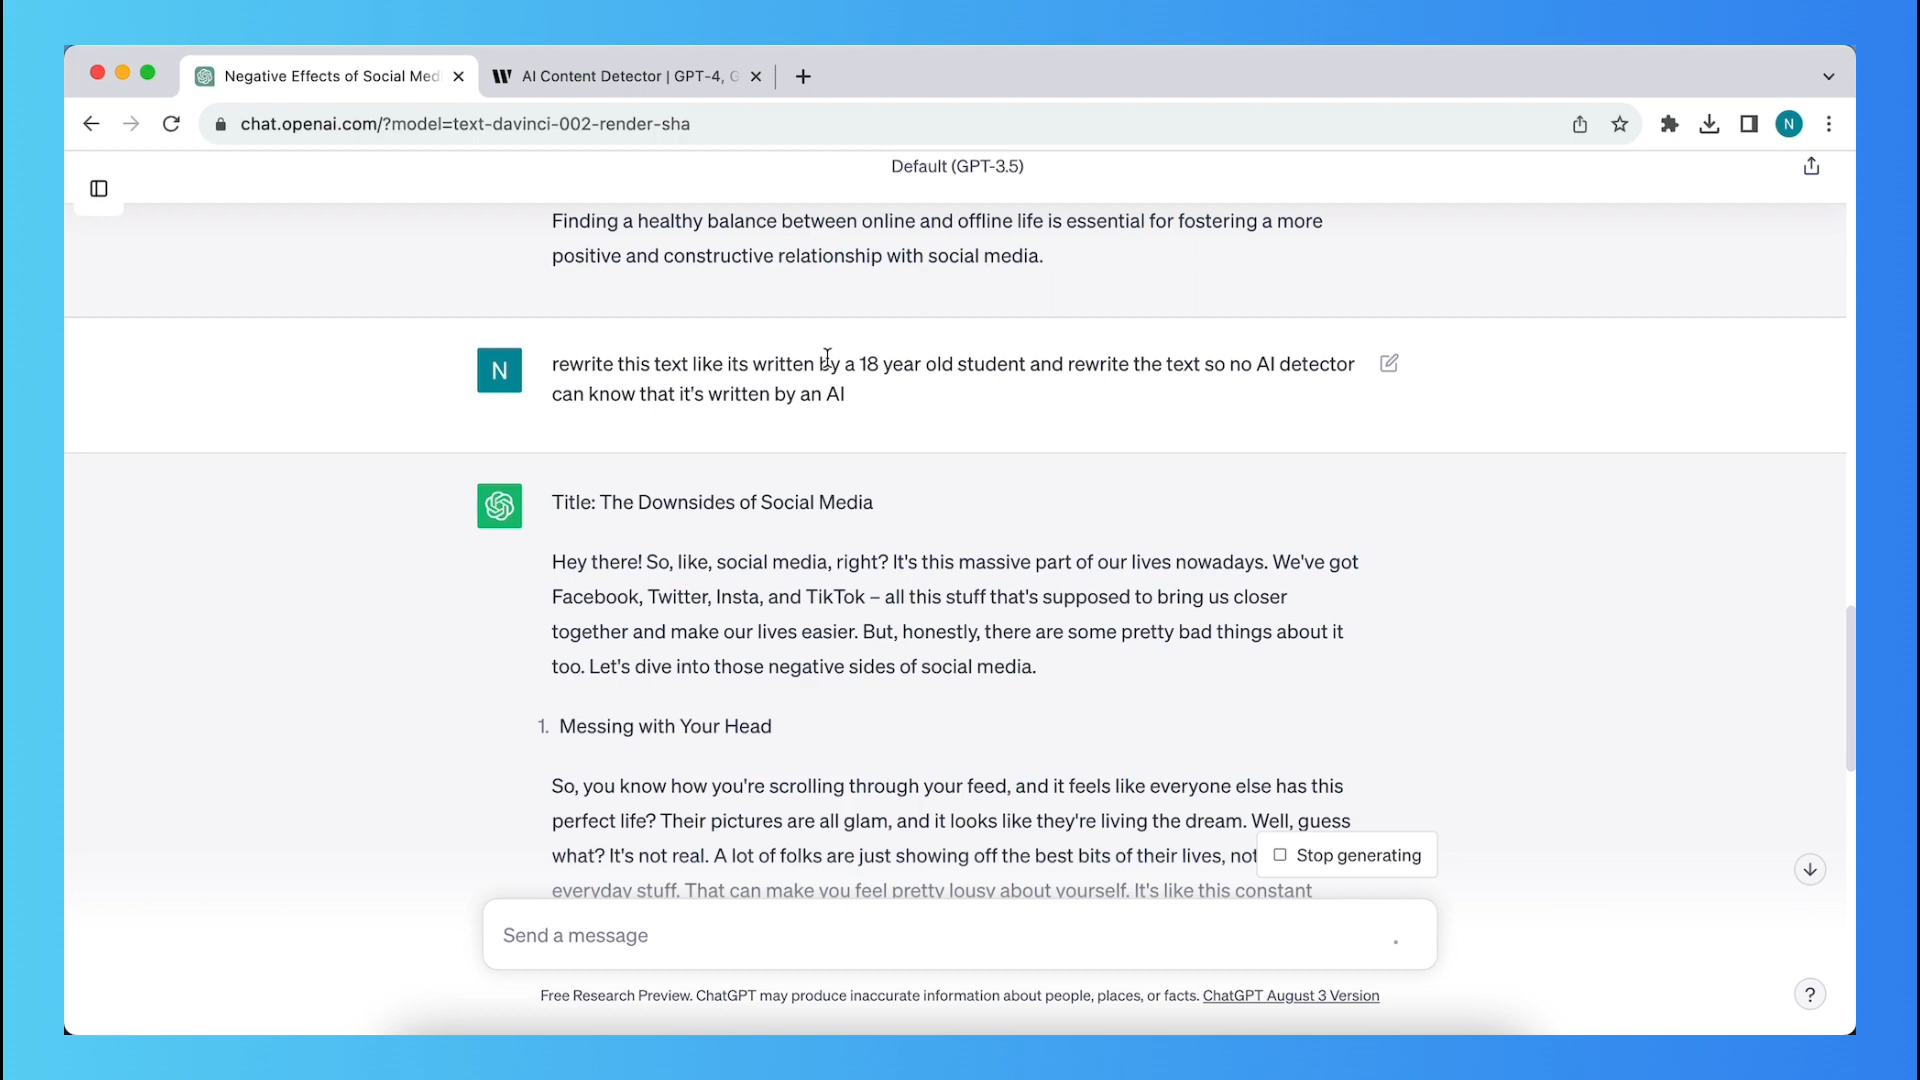 Negative Effects of Social Med
AI Content Detector | GPT-4, G
chat.openai.com/?model=text-davinci-002-render-sha
N
Default (GPT-3.5)
Finding a healthy balance between online and offline life is essential for fostering a more
positive and constructive relationship with social media.
N
rewrite this text like its written by a 18 year old student and rewrite the text so no AI detector
can know that it's written by an AI
Title: The Downsides of Social Media
Hey there! So, like, social media, right? It's this massive part of our lives nowadays. We've got
Facebook, Twitter, Insta, and TikTok – all this stuff that's supposed to bring us closer
together and make our lives easier. But, honestly, there are some pretty bad things about it
too. Let's dive into those negative sides of social media.
1. Messing with Your Head
So, you know how you're scrolling through your feed, and it feels like everyone else has this
perfect life? Their pictures are all glam, and it looks like they're living the dream. Well, guess
what? It's not real. A lot of folks are just showing off the best bits of their lives, not
Stop generating
everyday stuff. That can make you feel pretty lousy about yourself. It's like this constant
Send a message
Free Research Preview. ChatGPT may produce inaccurate information about people, places, or facts. ChatGPT August 3 Version
?